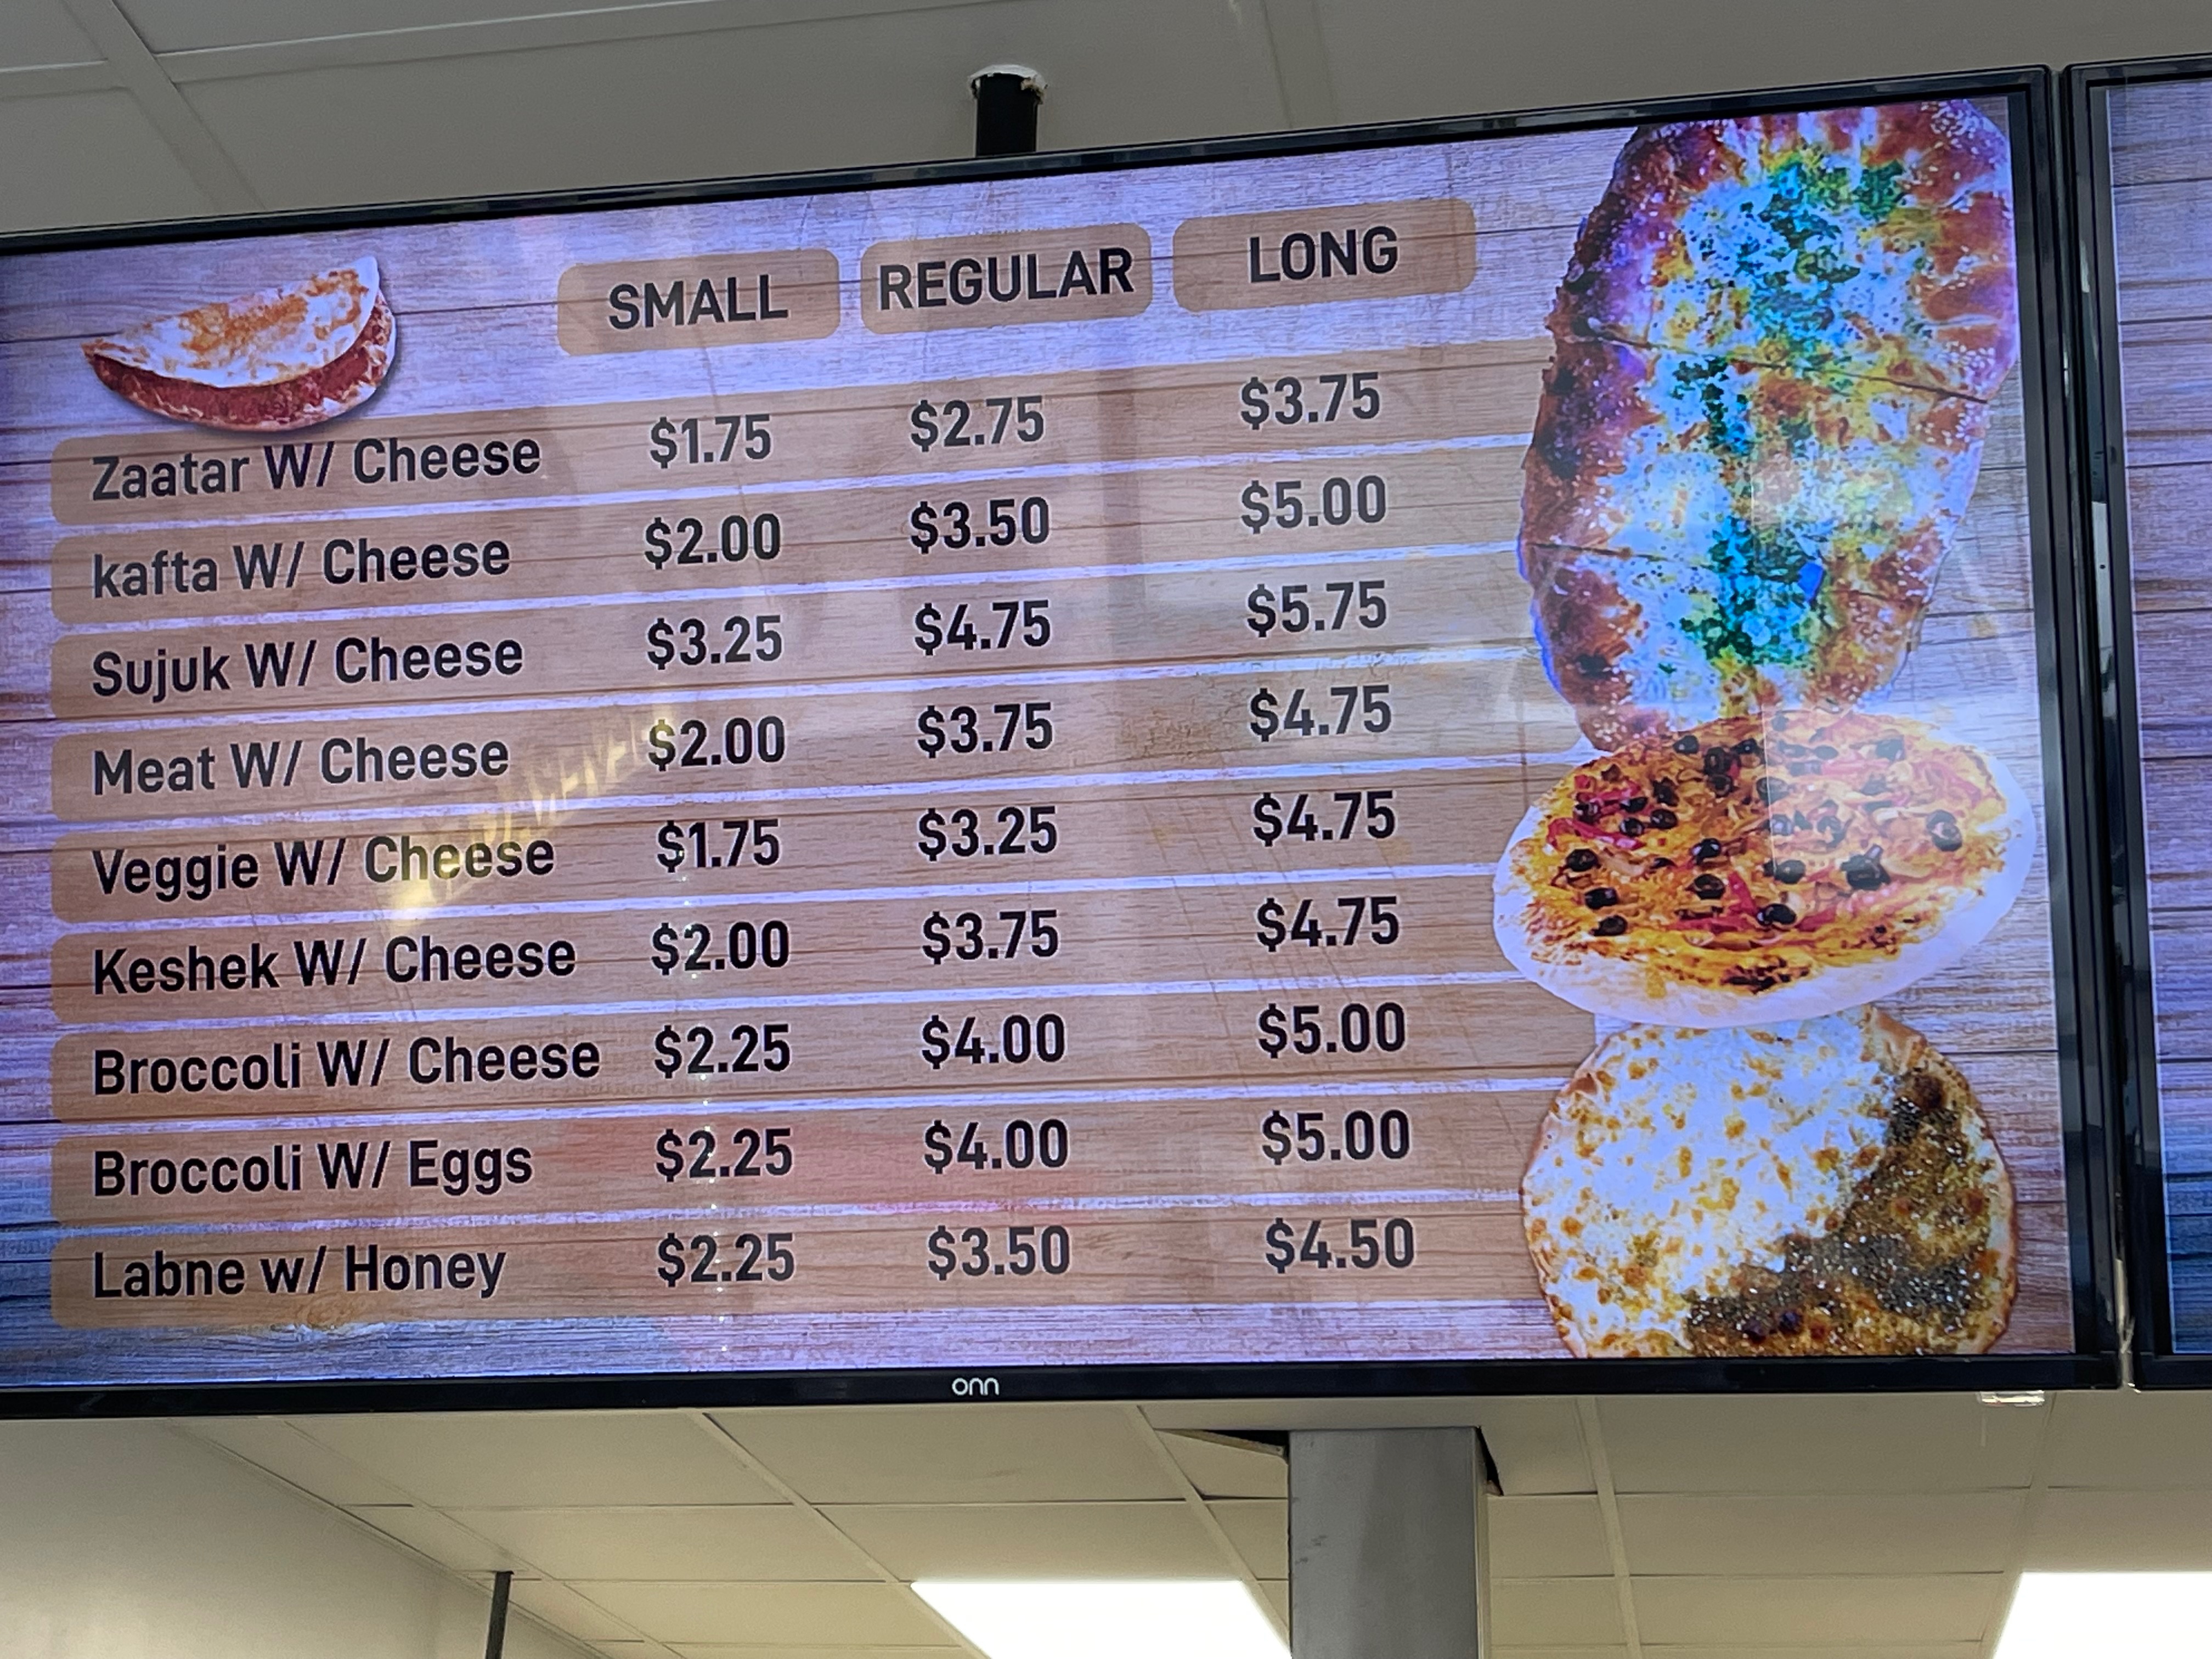 SMALL REGULAR LONG
Zaatar W/ Cheese $1.75 $2.75 $3.75
kafta W/ Cheese $2.00 $3.50 $5.00
Sujuk W/ Cheese $3.25 $4.75 $5.75
Meat W/ Cheese $2.00 $3.75 $4.75
Veggie W/ Cheese $1.75 $3.25 $4.75
Keshek W/ Cheese $2.00 $3.75 $4.75
Broccoli W/ Cheese $2.25 $4.00 $5.00
Broccoli W/ Eggs $2.25 $4.00 $5.00
Labne w/ Honey $2.25 $3.50 $4.50
onn